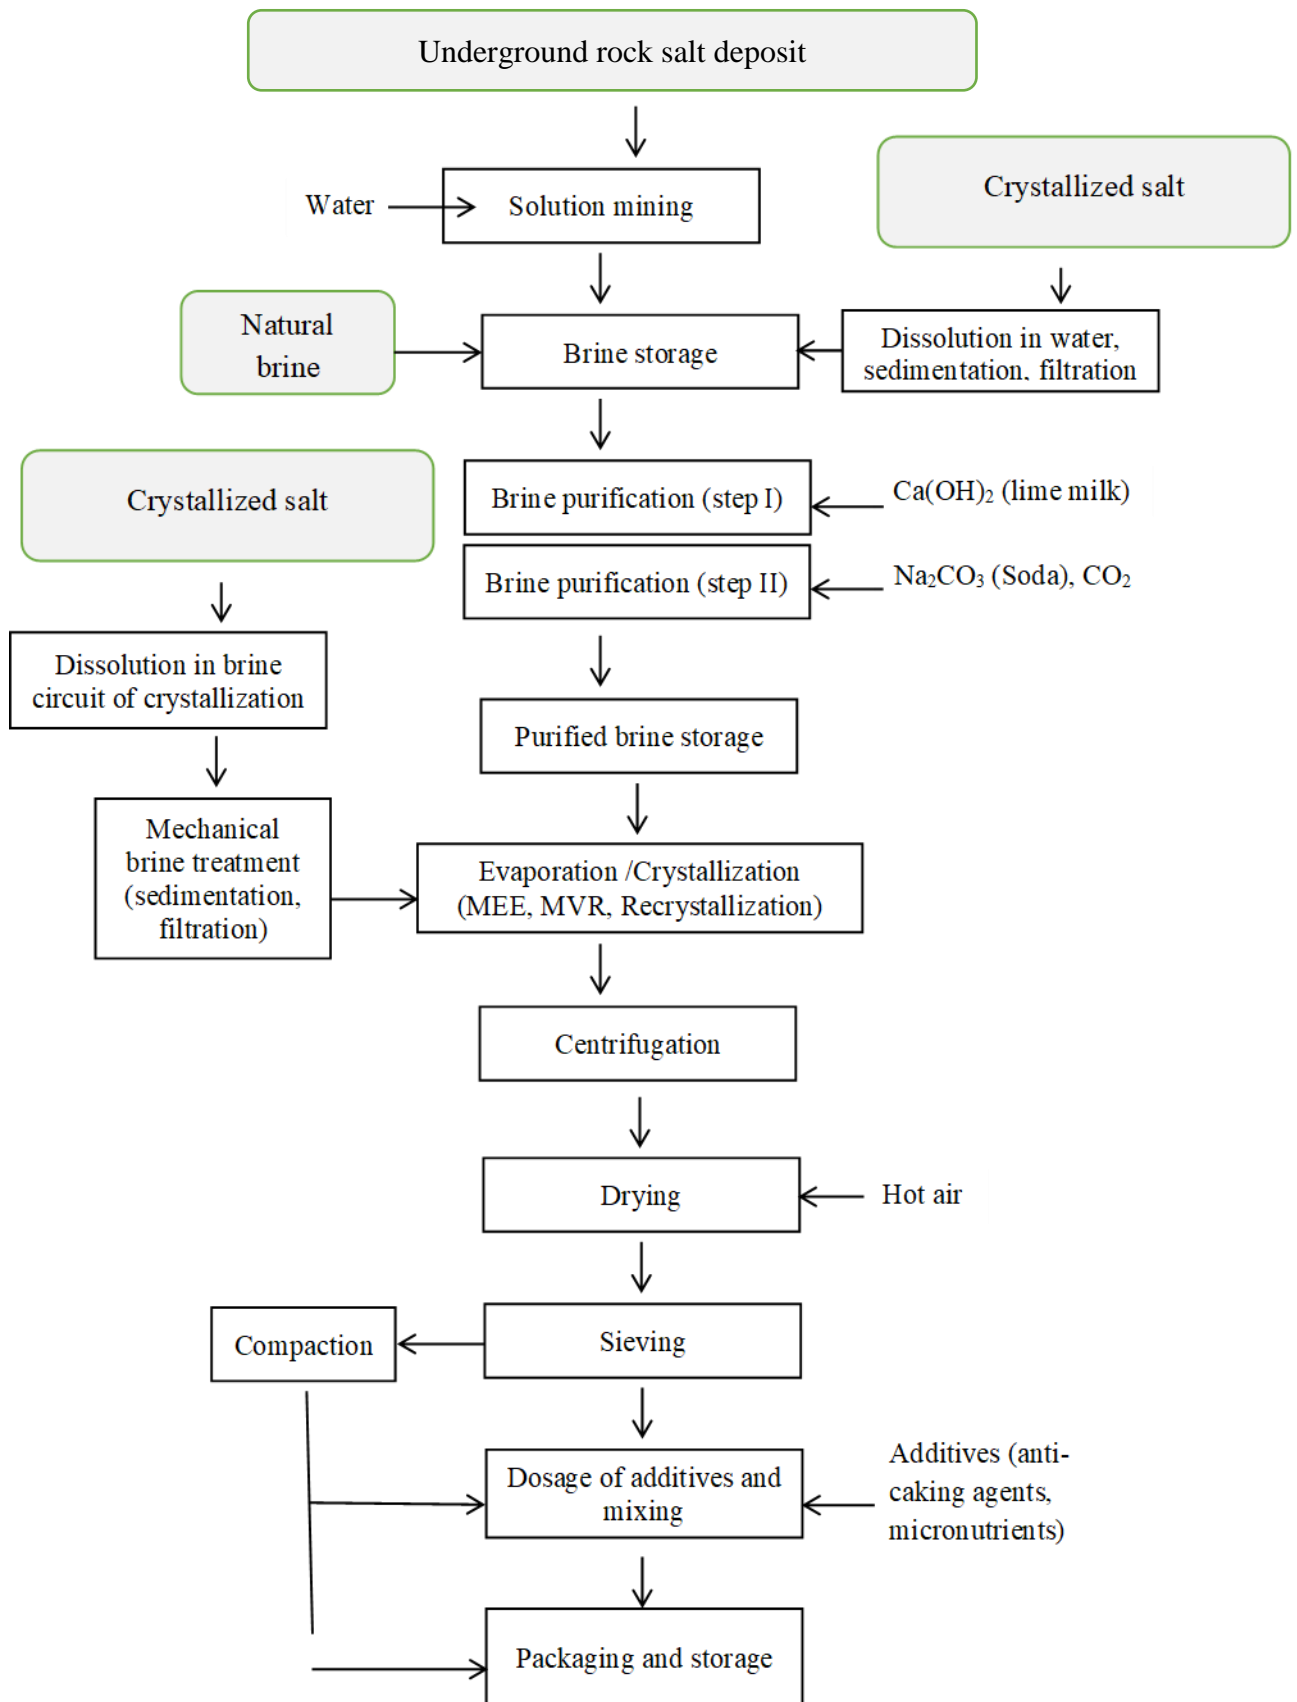 Underground rock salt deposit
Water
Solution mining
Crystallized salt
Natural
brine
Brine storage
Dissolution in water,
sedimentation, filtration
Crystallized salt
Brine purification (step I)
Ca(OH)₂ (lime milk)
Brine purification (step II)
Na₂CO₃ (Soda), CO₂
Dissolution in brine
circuit of crystallization
Purified brine storage
Mechanical
brine treatment
(sedimentation,
filtration)
Evaporation /Crystallization
(MEE, MVR, Recrystallization)
Centrifugation
Drying
Hot air
Compaction
Sieving
Dosage of additives and
mixing
Additives (anti-
caking agents,
micronutrients)
Packaging and storage